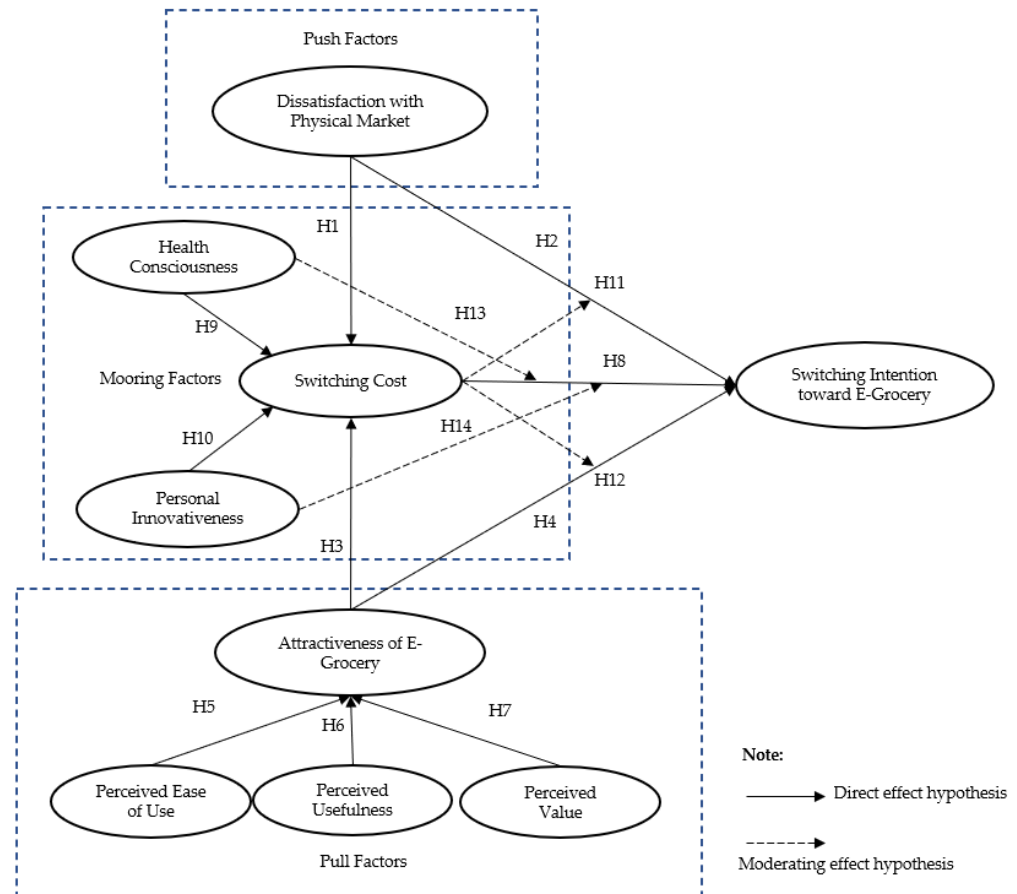 Push Factors
Dissatisfaction with
Physical Market
H1
H2
Health
Consciousness
H11
H13
H9
H8
Mooring Factors
Switching Cost
Switching Intention
toward E-Grocery
H10
H14
H12
Personal
Innovativeness
H4
H3
Attractiveness of E-
Grocery
H5
H6
H7
Note:
Perceived Ease
of Use
Perceived
Usefulness
Perceived
Value
Direct effect hypothesis
Pull Factors
Moderating effect hypothesis